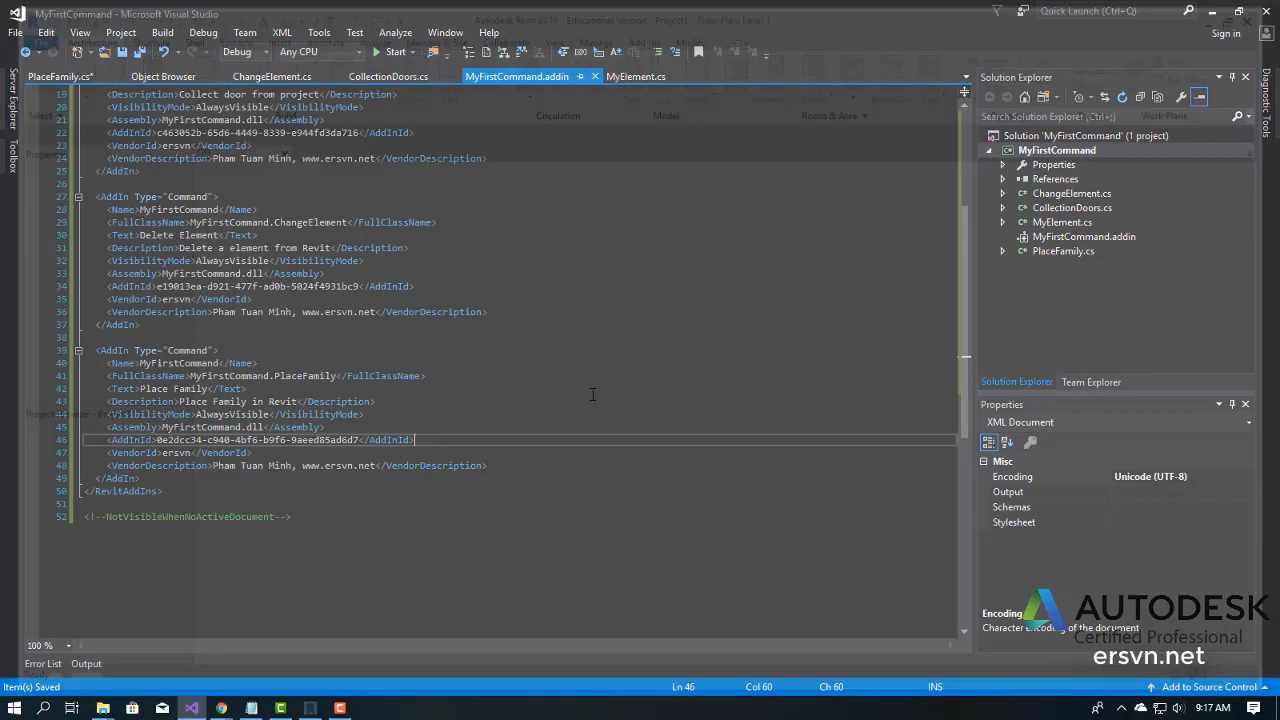 MyFirstCommand - Microsoft Visual Studio
Quick Launch (Ctrl+Q)
File Edit View Project Build Debug Team XML Tools Test Analyze Window Help
Sign in
Debug Any CPU Start
PlaceFamily.cs* Object Browser ChangeElement.cs CollectionDoors.cs MyFirstCommand.addin MyElement.cs
Server Explorer
Toolbox
19 <Description>Collect door from project</Description>
20 <VisibilityMode>AlwaysVisible</VisibilityMode>
21 <Assembly>MyFirstCommand.dll</Assembly>
22 <AddInId>c463052b-65d6-4449-8339-e944fd3da716</AddInId>
23 <VendorId>ersvn</VendorId>
24 <VendorDescription>Pham Tuan Minh, www.ersvn.net</VendorDescription>
25 </AddIn>
26
27 <AddIn Type="Command">
28 <Name>MyFirstCommand</Name>
29 <FullClassName>MyFirstCommand.ChangeElement</FullClassName>
30 <Text>Delete Element</Text>
31 <Description>Delete a element from Revit</Description>
32 <VisibilityMode>AlwaysVisible</VisibilityMode>
33 <Assembly>MyFirstCommand.dll</Assembly>
34 <AddInId>e19013ea-d921-477f-ad0b-5024f4931bc9</AddInId>
35 <VendorId>ersvn</VendorId>
36 <VendorDescription>Pham Tuan Minh, www.ersvn.net</VendorDescription>
37 </AddIn>
38
39 <AddIn Type="Command">
40 <Name>MyFirstCommand</Name>
41 <FullClassName>MyFirstCommand.PlaceFamily</FullClassName>
42 <Text>Place Family</Text>
43 <Description>Place Family in Revit</Description>
44 <VisibilityMode>AlwaysVisible</VisibilityMode>
45 <Assembly>MyFirstCommand.dll</Assembly>
46 <AddInId>0e2dcc34-c940-4bf6-b9f6-9aeed85ad6d7</AddInId>
47 <VendorId>ersvn</VendorId>
48 <VendorDescription>Pham Tuan Minh, www.ersvn.net</VendorDescription>
49 </AddIn>
50 </RevitAddIns>
51
52 <!--NotVisibleWhenNoActiveDocument-->
100 %
Error List Output
Solution Explorer
Search Solution Explorer (Ctrl+;)
Solution 'MyFirstCommand' (1 project)
MyFirstCommand
Properties
References
ChangeElement.cs
CollectionDoors.cs
MyElement.cs
MyFirstCommand.addin
PlaceFamily.cs
Solution Explorer Team Explorer
Properties
XML Document
Misc
Encoding Unicode (UTF-8)
Output
Schemas
Stylesheet
Encoding
Character encoding of the document
Diagnostic Tools
AUTODESK
Certified Professional
ersvn.net
Item(s) Saved Ln 46 Col 60 Ch 60 INS Add to Source Control
9:17 AM